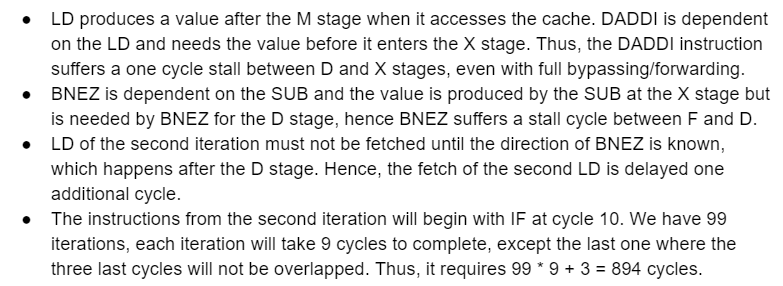 ● LD produces a value after the M stage when it accesses the cache. DADDI is dependent
on the LD and needs the value before it enters the X stage. Thus, the DADDI instruction
suffers a one cycle stall between D and X stages, even with full bypassing/forwarding.
● BNEZ is dependent on the SUB and the value is produced by the SUB at the X stage but
is needed by BNEZ for the D stage, hence BNEZ suffers a stall cycle between F and D.
● LD of the second iteration must not be fetched until the direction of BNEZ is known,
which happens after the D stage. Hence, the fetch of the second LD is delayed one
additional cycle.
● The instructions from the second iteration will begin with IF at cycle 10. We have 99
iterations, each iteration will take 9 cycles to complete, except the last one where the
three last cycles will not be overlapped. Thus, it requires 99 * 9 + 3 = 894 cycles.